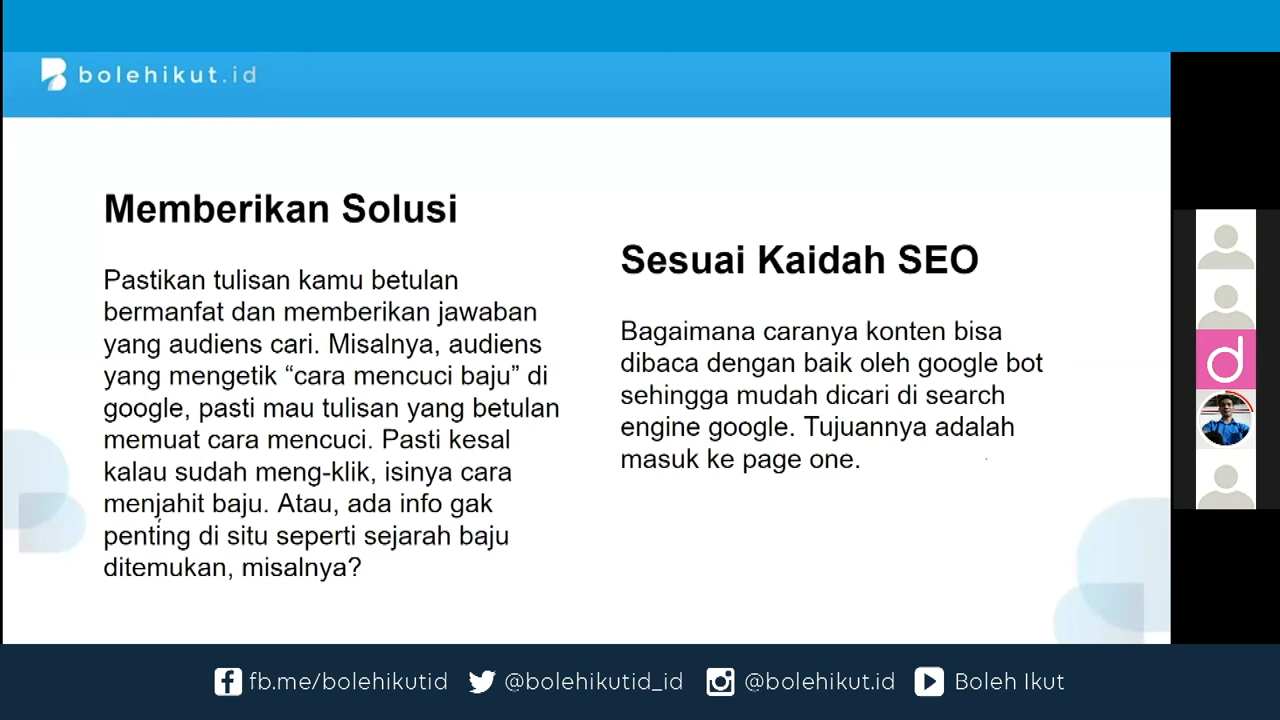 bolehikut.id
Memberikan Solusi
Pastikan tulisan kamu betulan
bermanfat dan memberikan jawaban
yang audiens cari. Misalnya, audiens
yang mengetik “cara mencuci baju” di
google, pasti mau tulisan yang betulan
memuat cara mencuci. Pasti kesal
kalau sudah meng-klik, isinya cara
menjahit baju. Atau, ada info gak
penting di situ seperti sejarah baju
ditemukan, misalnya?
Sesuai Kaidah SEO
Bagaimana caranya konten bisa
dibaca dengan baik oleh google bot
sehingga mudah dicari di search
engine google. Tujuannya adalah
masuk ke page one.
d
fb.me/bolehikutid @bolehikutid_id @bolehikut.id Boleh Ikut